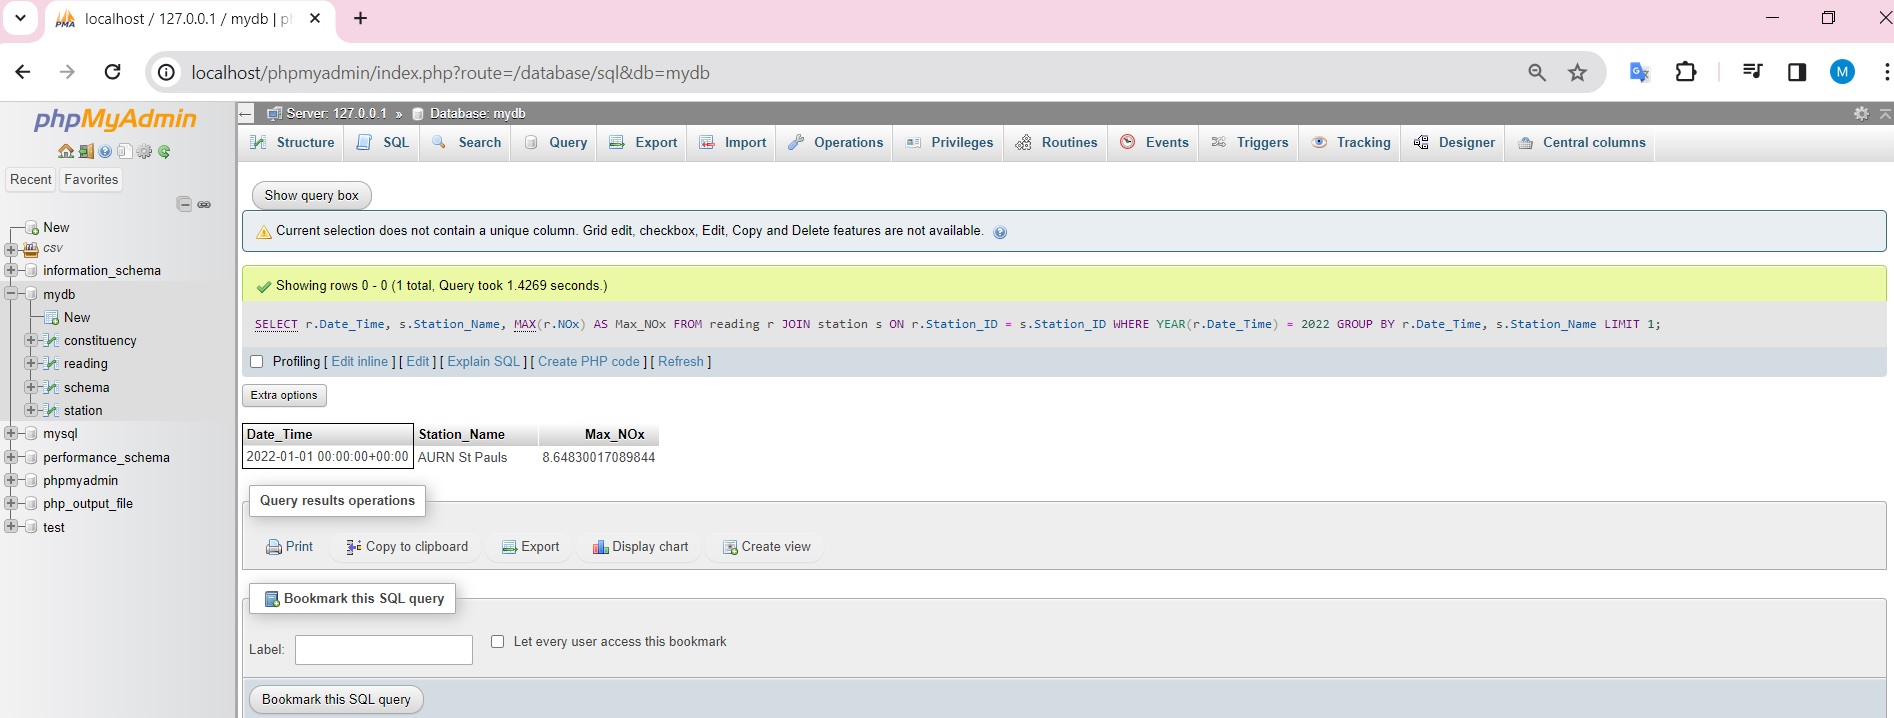 localhost / 127.0.0.1 / mydb | p
localhost/phpmyadmin/index.php?route=/database/sql&db=mydb
M
phpMyAdmin
Recent Favorites
New
csv
information_schema
mydb
New
constituency
reading
schema
station
mysql
performance_schema
phpmyadmin
php_output_file
test
Server: 127.0.0.1 » Database: mydb
Structure SQL Search Query Export Import Operations Privileges Routines Events Triggers Tracking Designer Central columns
Show query box
Current selection does not contain a unique column. Grid edit, checkbox, Edit, Copy and Delete features are not available.
Showing rows 0 - 0 (1 total, Query took 1.4269 seconds.)
SELECT r.Date_Time, s.Station_Name, MAX(r.NOx) AS Max_NOx FROM reading r JOIN station s ON r.Station_ID = s.Station_ID WHERE YEAR(r.Date_Time) = 2022 GROUP BY r.Date_Time, s.Station_Name LIMIT 1;
Profiling [ Edit inline ] [ Edit ] [ Explain SQL ] [ Create PHP code ] [ Refresh ]
Extra options
Date_Time Station_Name Max_NOx
2022-01-01 00:00:00+00:00 AURN St Pauls 8.64830017089844
Query results operations
Print Copy to clipboard Export Display chart Create view
Bookmark this SQL query
Label: Let every user access this bookmark
Bookmark this SQL query